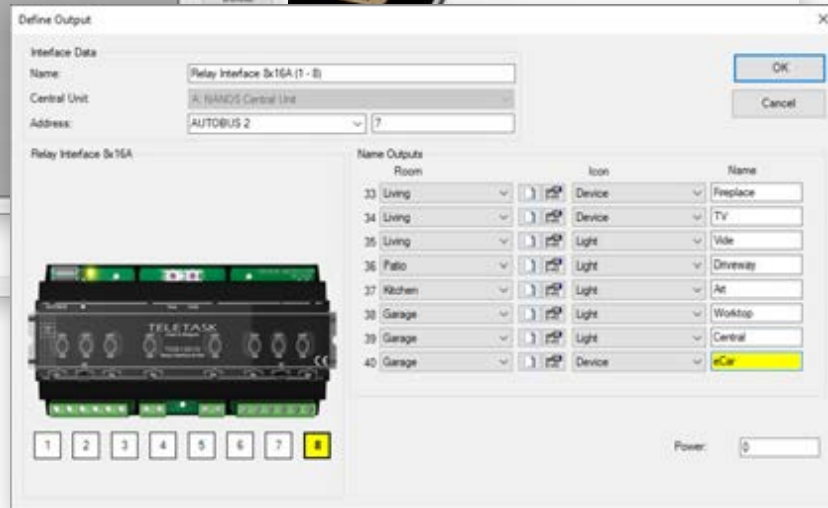 Define Output
Interface Data
Name:
Relay Interface 8x16A (1 - 8)
OK
Central Unit:
A: NANOS Central Unit
Cancel
Address:
AUTOBUS 2
7
Relay Interface 8x16A
Name Outputs
Room
Icon
Name
33 Living Device Fireplace
34 Living Device TV
35 Living Light Vide
36 Patio Light Driveway
37 Kitchen Light Art
38 Garage Light Worktop
39 Garage Light Central
40 Garage Device eCar
TELETASK
CE
1 2 3 4 5 6 7 8
Power:
0